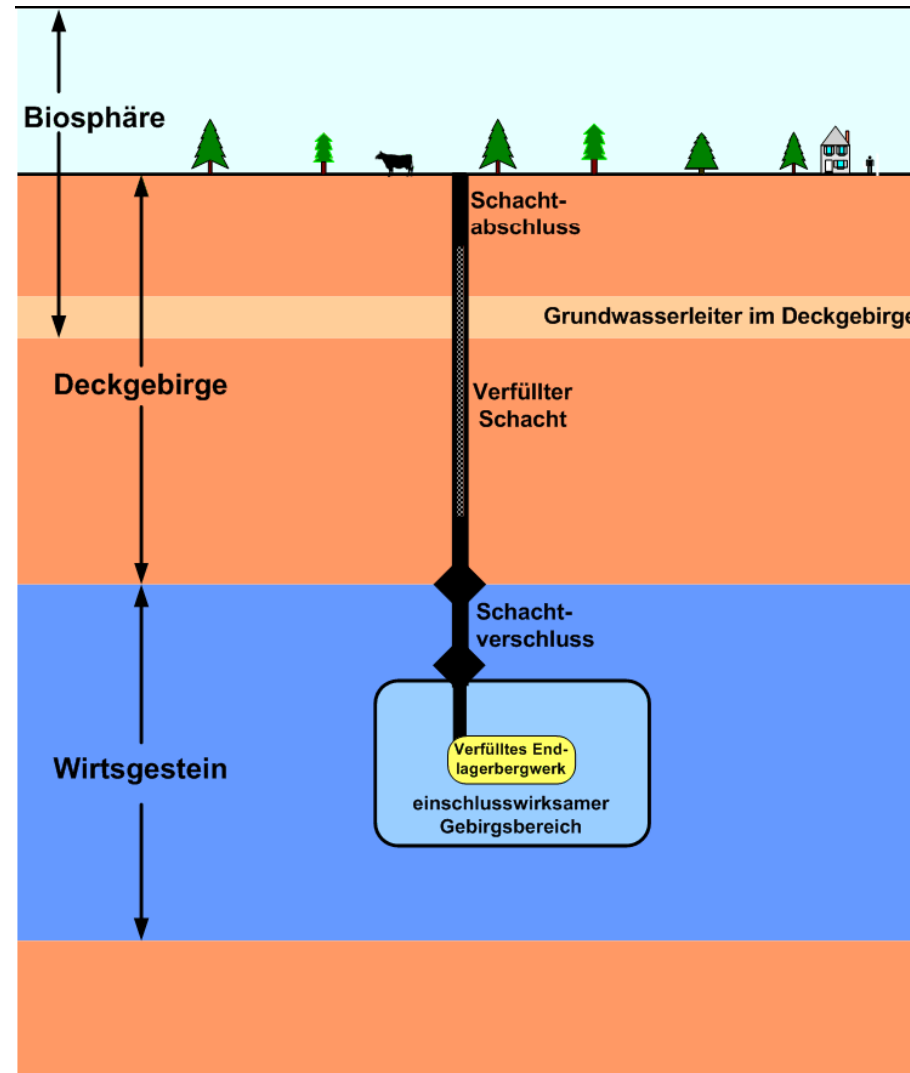 Biosphäre
Schacht-
abschluss
Grundwasserleiter im Deckgebirge
Deckgebirge
Verfüllter
Schacht
Schacht-
verschluss
Wirtsgestein
Verfülltes End-
lagerbergwerk
einschlusswirksamer
Gebirgsbereich